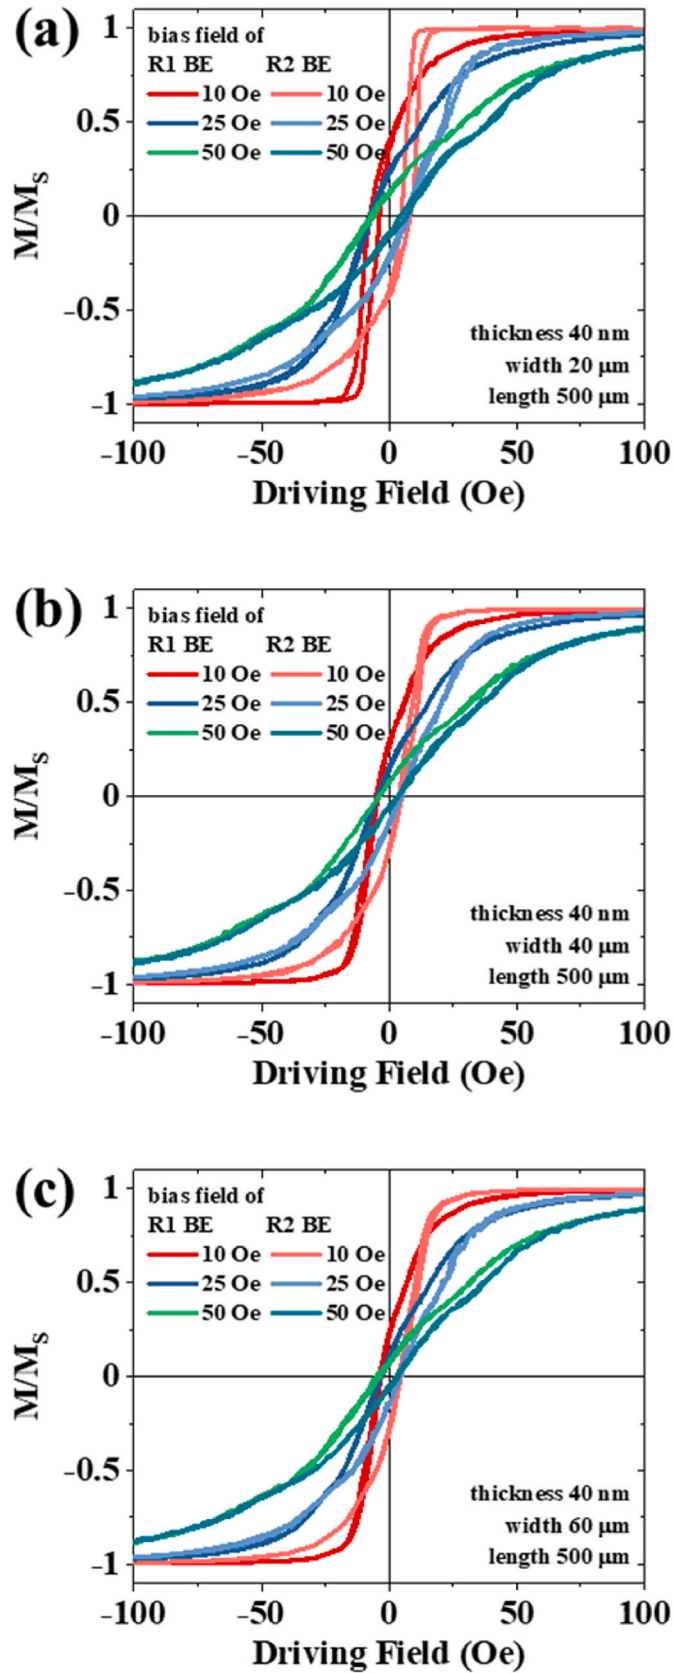 (a)
bias field of
R1 BE R2 BE
10 Oe 10 Oe
25 Oe 25 Oe
50 Oe 50 Oe
1
0.5
0
-0.5
-1
M/MS
thickness 40 nm
width 20 μm
length 500 μm
-100 -50 0 50 100
Driving Field (Oe)
(b)
bias field of
R1 BE R2 BE
10 Oe 10 Oe
25 Oe 25 Oe
50 Oe 50 Oe
1
0.5
0
-0.5
-1
M/MS
thickness 40 nm
width 40 μm
length 500 μm
-100 -50 0 50 100
Driving Field (Oe)
(c)
bias field of
R1 BE R2 BE
10 Oe 10 Oe
25 Oe 25 Oe
50 Oe 50 Oe
1
0.5
0
-0.5
-1
M/MS
thickness 40 nm
width 60 μm
length 500 μm
-100 -50 0 50 100
Driving Field (Oe)